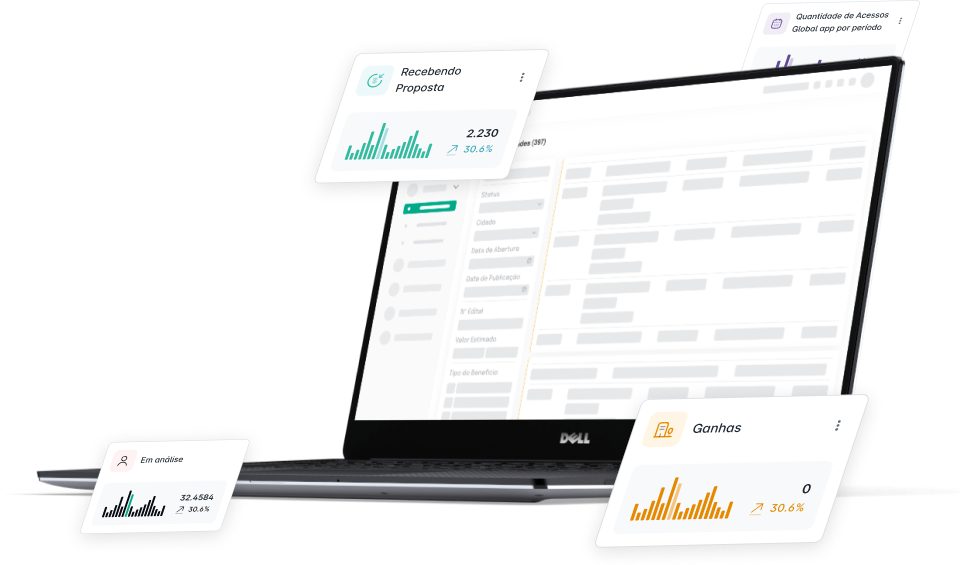 Quantidade de Acessos
Global app por período
Recebendo
Proposta
2.230
30.6%
des (397)
Status
Cidade
Data de Abertura
Data de Publicação
N° Edital
Valor Estimado
Tipo do Benefício
DELL
Ganhas
0
30.6%
Em análise
32.4584
30.6%